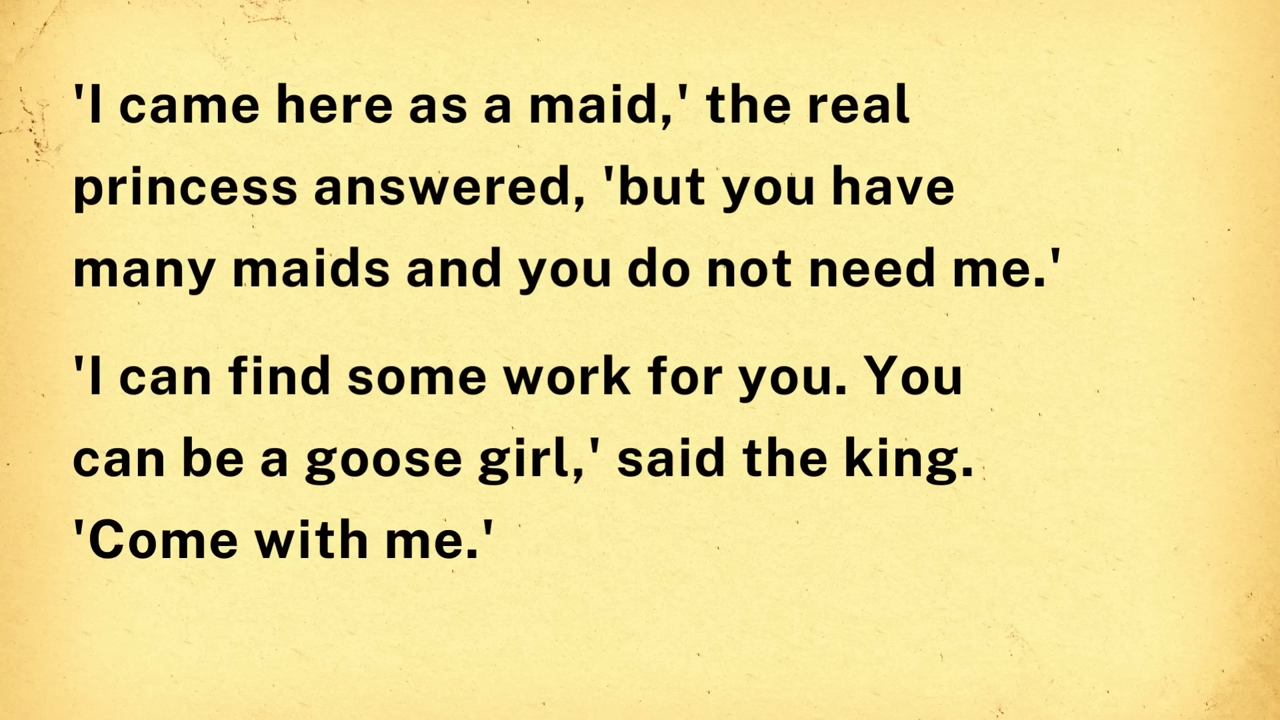 'I came here as a maid,' the real
princess answered, 'but you have
many maids and you do not need me.'
'I can find some work for you. You
can be a goose girl,' said the king.
'Come with me.'